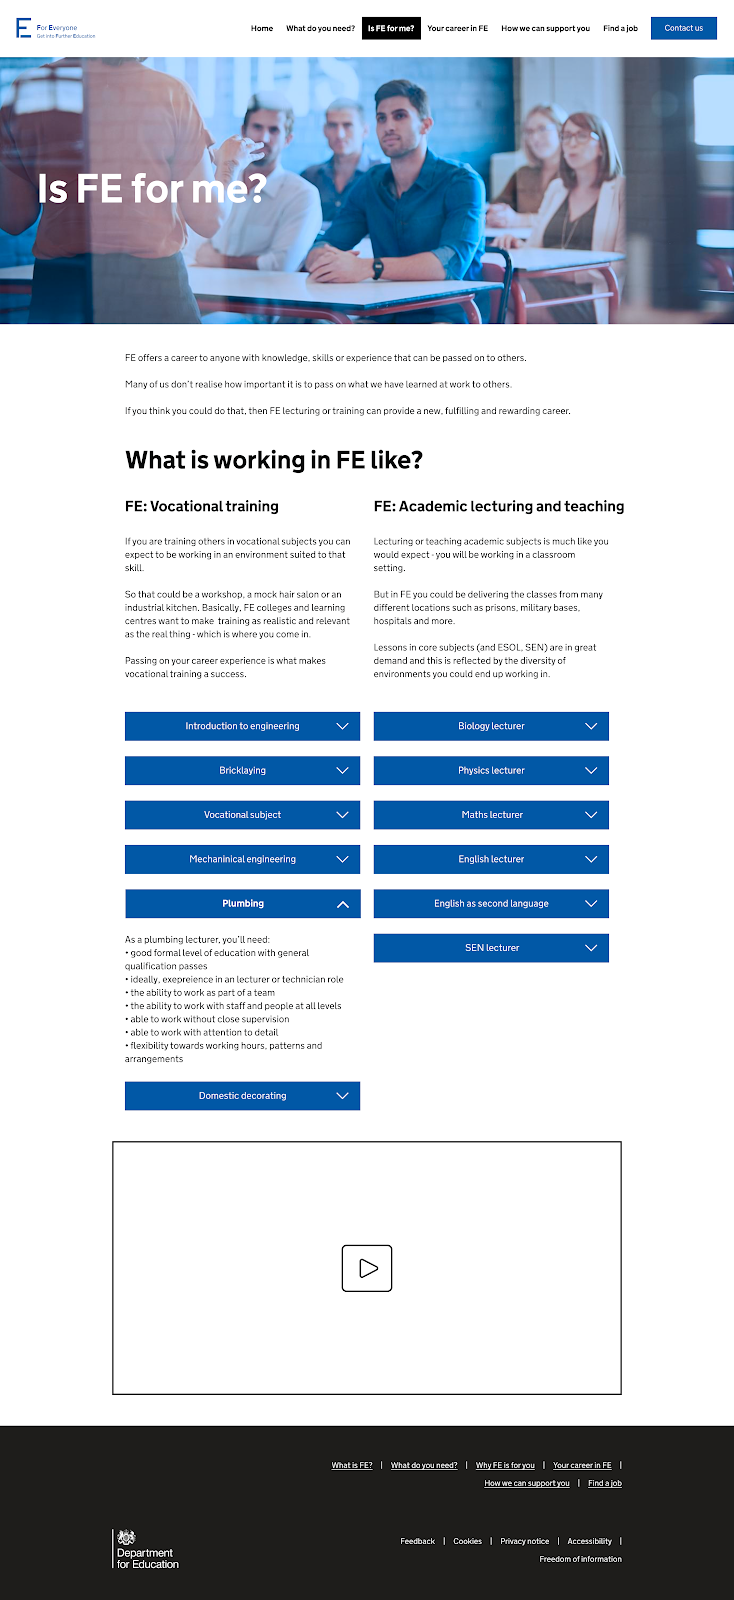 For Everyone
Get into Further Education
Home
What do you need?
Is FE for me?
Your career in FE
How we can support you
Find a job
Contact us
Is FE for me?
FE offers a career to anyone with knowledge, skills or experience that can be passed on to others.
Many of us don't realise how important it is to pass on what we have learned at work to others.
If you think you could do that, then FE lecturing or training can provide a new, fulfilling and rewarding career.
What is working in FE like?
FE: Vocational training
If you are training others in vocational subjects you can
expect to be working in an environment suited to that
skill.
So that could be a workshop, a mock hair salon or an
industrial kitchen. Basically, FE colleges and learning
centres want to make training as realistic and relevant
as the real thing - which is where you come in.
Passing on your career experience is what makes
vocational training a success.
FE: Academic lecturing and teaching
Lecturing or teaching academic subjects is much like you
would expect - you will be working in a classroom
setting.
But in FE you could be delivering the classes from many
different locations such as prisons, military bases,
hospitals and more.
Lessons in core subjects (and ESOL, SEN) are in great
demand and this is reflected by the diversity of
environments you could end up working in.
Introduction to engineering
Bricklaying
Vocational subject
Mechaninical engineering
Plumbing
As a plumbing lecturer, you'll need:
• good formal level of education with general
qualification passes
• ideally, exepreience in an lecturer or technician role
• the ability to work as part of a team
• the ability to work with staff and people at all levels
• able to work without close supervision
• able to work with attention to detail
• flexibility towards working hours, patterns and
arrangements
Domestic decorating
Biology lecturer
Physics lecturer
Maths lecturer
English lecturer
English as second language
SEN lecturer
What is FE? | What do you need? | Why FE is for you | Your career in FE |
How we can support you | Find a job
Department
for Education
Feedback | Cookies | Privacy notice | Accessibility |
Freedom of information